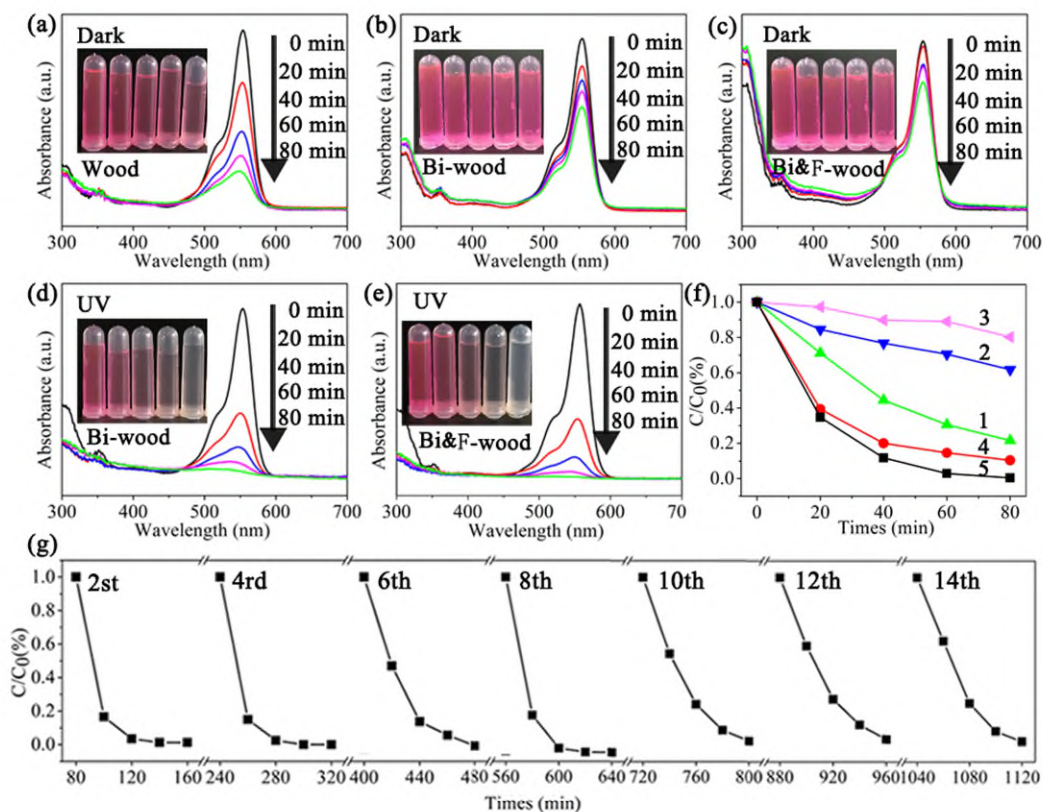 (a)
Dark
0 min
20 min
40 min
60 min
80 min
Wood
Absorbance (a.u.)
300 400 500 600 700
Wavelength (nm)
(b)
Dark
0 min
20 min
40 min
60 min
80 min
Bi-wood
Absorbance (a.u.)
300 400 500 600 700
Wavelength (nm)
(c)
Dark
0 min
20 min
40 min
60 min
80 min
Bi&F-wood
Absorbance (a.u.)
300 400 500 600 700
Wavelength (nm)
(d)
UV
0 min
20 min
40 min
60 min
80 min
Bi-wood
Absorbance (a.u.)
300 400 500 600 700
Wavelength (nm)
(e)
UV
0 min
20 min
40 min
60 min
80 min
Bi&F-wood
Absorbance (a.u.)
300 400 500 600 700
Wavelength (nm)
(f)
C/C0(%)
1.0
0.8
0.6
0.4
0.2
0.0
3
2
1
4
5
0 20 40 60 80
Times (min)
(g)
C/C0(%)
1.0
0.8
0.6
0.4
0.2
0.0
2st 4rd 6th 8th 10th 12th 14th
80 120 160 240 280 320 400 440 480 560 600 640 720 760 800 880 920 960 1040 1080 1120
Times (min)